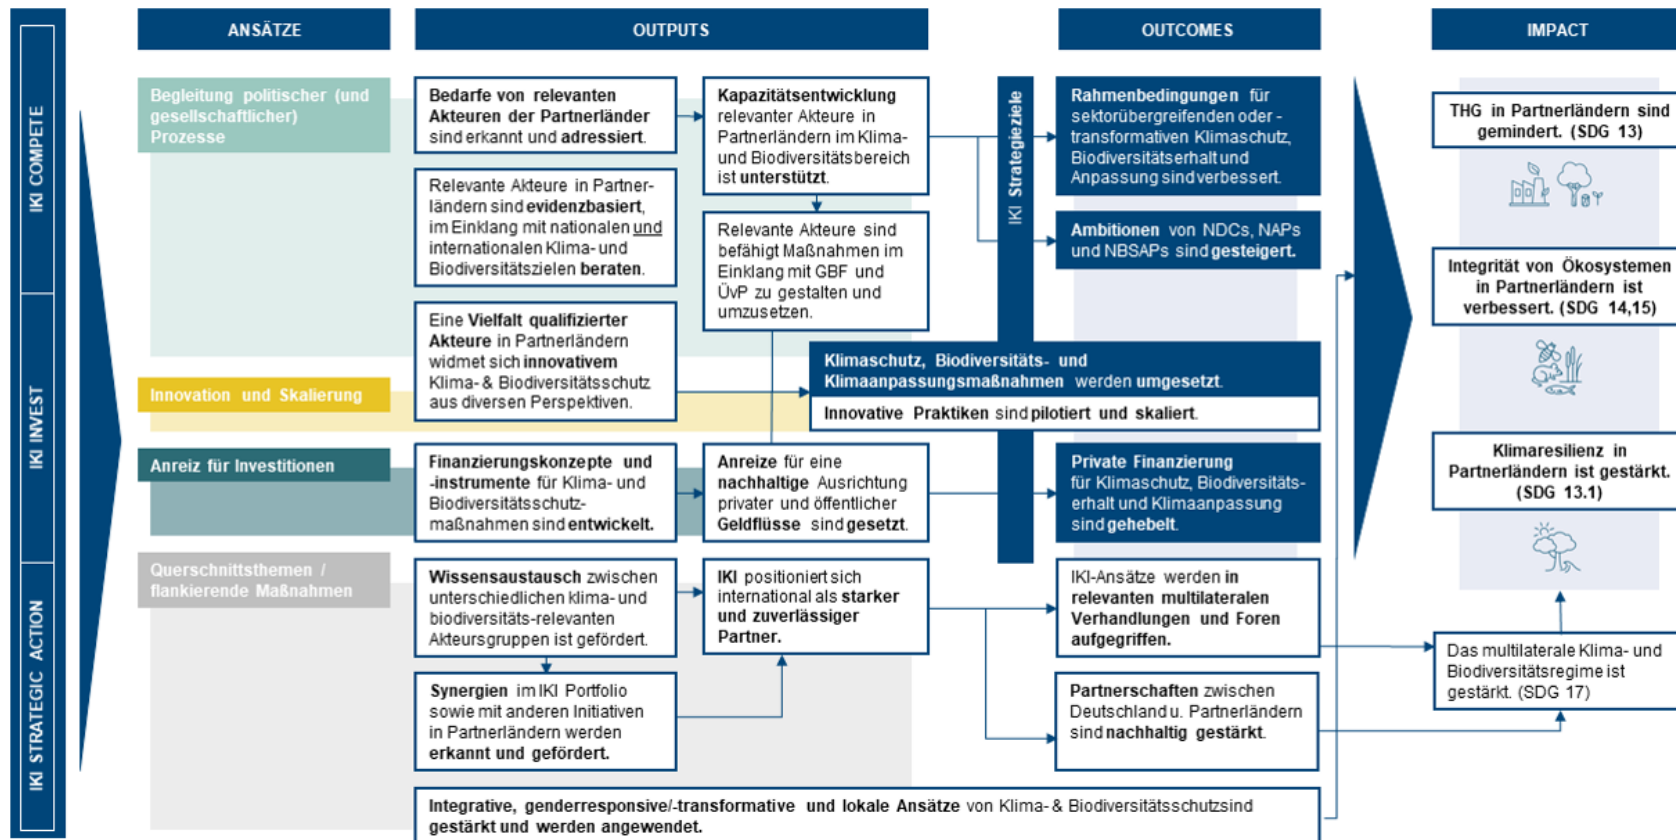 ANSÄTZE
OUTPUTS
OUTCOMES
IMPACT
IKI COMPETE
IKI INVEST
IKI STRATEGIC ACTION
Begleitung politischer (und
gesellschaftlicher)
Prozesse
Bedarfe von relevanten
Akteuren der Partnerländer
sind erkannt und adressiert.
Relevante Akteure in Partner-
ländern sind evidenzbasiert,
im Einklang mit nationalen und
internationalen Klima- und
Biodiversitätszielen beraten.
Eine Vielfalt qualifizierter
Akteure in Partnerländern
widmet sich innovativem
Klima- & Biodiversitätsschutz
aus diversen Perspektiven.
Kapazitätsentwicklung
relevanter Akteure in
Partnerländern im Klima-
und Biodiversitätsbereich
ist unterstützt.
Relevante Akteure sind
befähigt Maßnahmen im
Einklang mit GBF und
ÜvP zu gestalten und
umzusetzen.
IKI Strategieziele
Rahmenbedingungen für
sektorübergreifenden oder -
transformativen Klimaschutz,
Biodiversitätserhalt und
Anpassung sind verbessert.
Ambitionen von NDCs, NAPs
und NBSAPs sind gesteigert.
Innovation und Skalierung
Klimaschutz, Biodiversitäts- und
Klimaanpassungsmaßnahmen werden umgesetzt.
Innovative Praktiken sind pilotiert und skaliert.
Anreiz für Investitionen
Finanzierungskonzepte und
-instrumente für Klima- und
Biodiversitätsschutz-
maßnahmen sind entwickelt.
Anreize für eine
nachhaltige Ausrichtung
privater und öffentlicher
Geldflüsse sind gesetzt.
Private Finanzierung
für Klimaschutz, Biodiversitäts-
erhalt und Klimaanpassung
sind gehebelt.
Querschnittsthemen /
flankierende Maßnahmen
Wissensaustausch zwischen
unterschiedlichen klima- und
biodiversitäts-relevanten
Akteursgruppen ist gefördert.
Synergien im IKI Portfolio
sowie mit anderen Initiativen
in Partnerländern werden
erkannt und gefördert.
IKI positioniert sich
international als starker
und zuverlässiger
Partner.
IKI-Ansätze werden in
relevanten multilateralen
Verhandlungen und Foren
aufgegriffen.
Partnerschaften zwischen
Deutschland u. Partnerländern
sind nachhaltig gestärkt.
Integrative, genderresponsive/-transformative und lokale Ansätze von Klima- & Biodiversitätsschutzsind
gestärkt und werden angewendet.
THG in Partnerländern sind
gemindert. (SDG 13)
Integrität von Ökosystemen
in Partnerländern ist
verbessert. (SDG 14,15)
Klimaresilienz in
Partnerländern ist gestärkt.
(SDG 13.1)
Das multilaterale Klima- und
Biodiversitätsregime ist
gestärkt. (SDG 17)